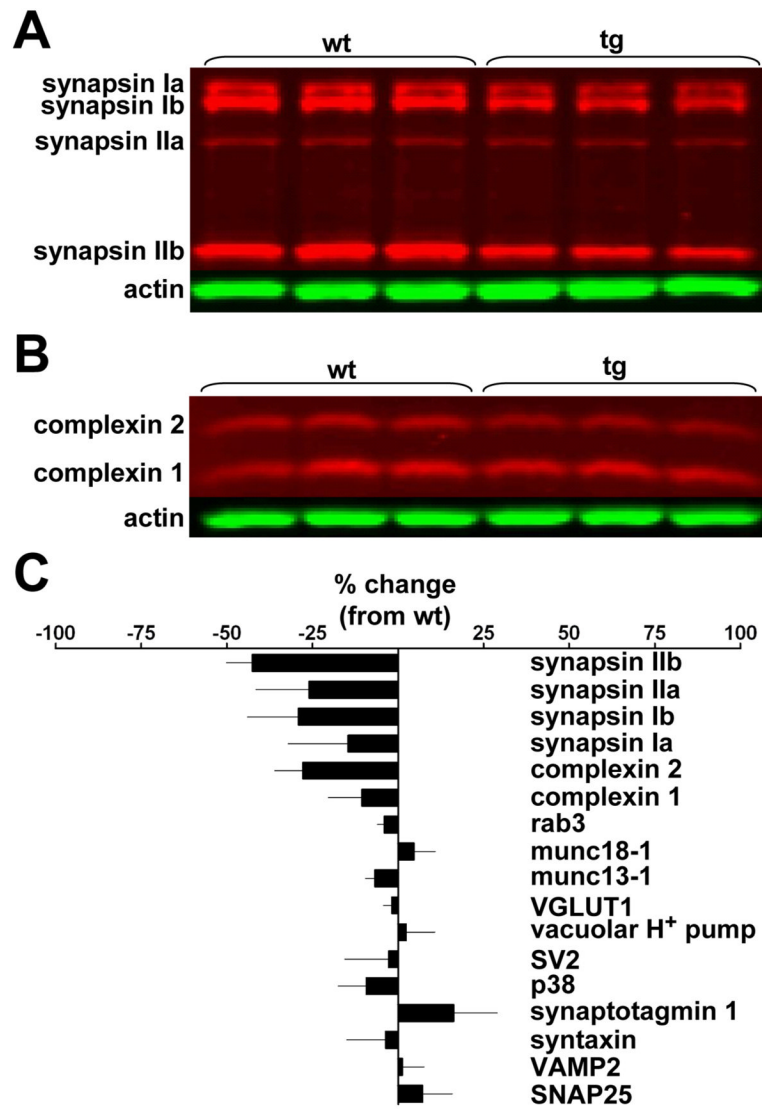 A
wt tg
synapsin Ia
synapsin Ib
synapsin IIa
synapsin IIb
actin
B
wt tg
complexin 2
complexin 1
actin
C
% change
(from wt)
-100 -75 -50 -25 25 50 75 100
synapsin IIb
synapsin IIa
synapsin Ib
synapsin Ia
complexin 2
complexin 1
rab3
munc18-1
munc13-1
VGLUT1
vacuolar H⁺ pump
SV2
p38
synaptotagmin 1
syntaxin
VAMP2
SNAP25